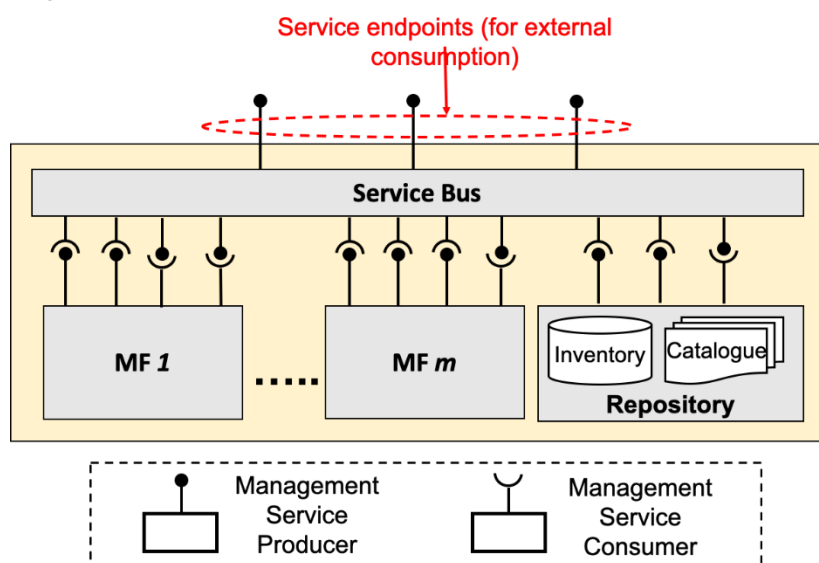 Service endpoints (for external
consumption)
Service Bus
MF 1
......
MF m
Inventory
Catalogue
Repository
Management
Service
Producer
Management
Service
Consumer